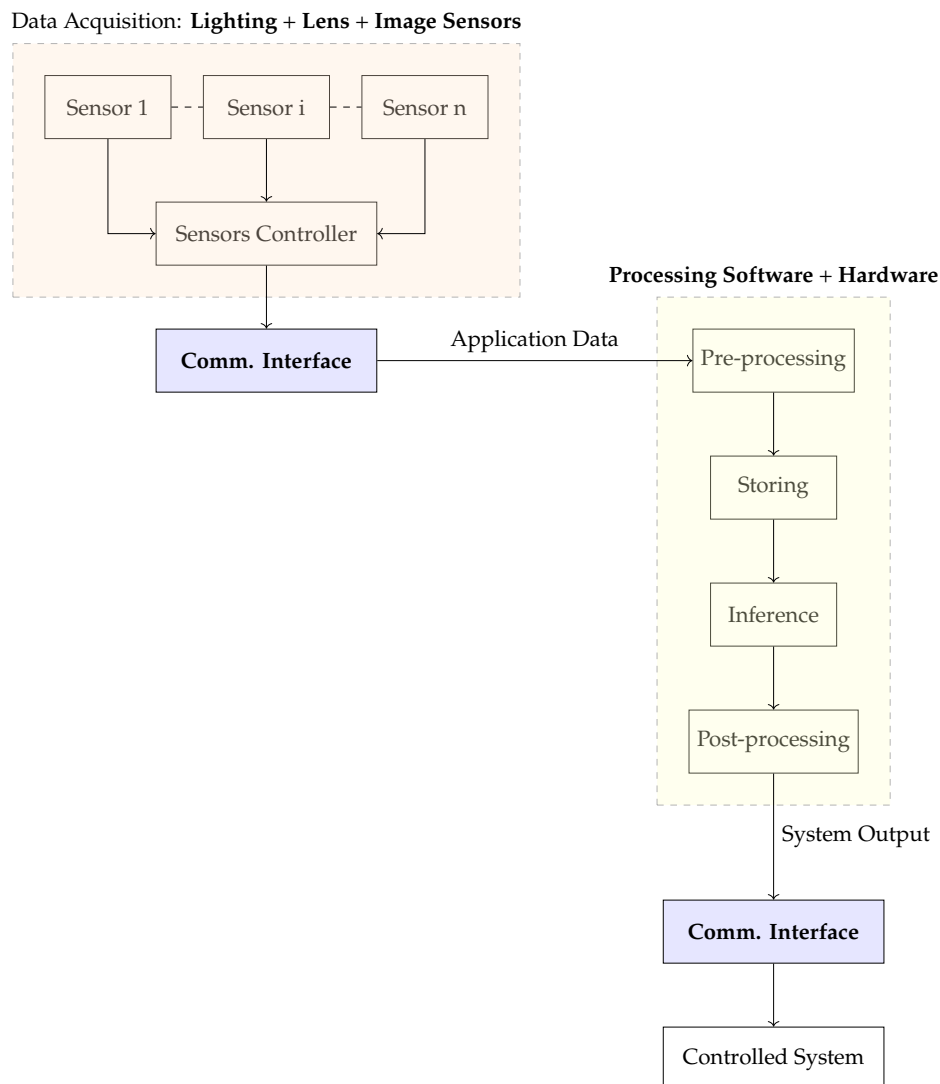 Data Acquisition: Lighting + Lens + Image Sensors
Sensor 1
Sensor i
Sensor n
Sensors Controller
Processing Software + Hardware
Comm. Interface
Application Data
Pre-processing
Storing
Inference
Post-processing
System Output
Comm. Interface
Controlled System